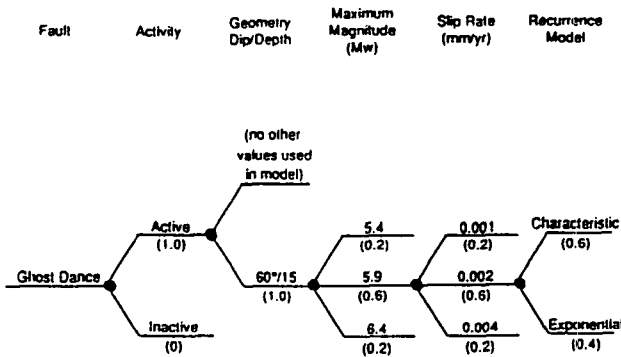 Fault
Activity
Geometry
Dip/Depth
Maximum
Magnitude
(Mw)
Slip Rate
(mm/yr)
Recurrence
Model
(no other
values used
in model)
Active
(1.0)
5.4
(0.2)
0.001
(0.2)
Characteristic
(0.6)
Ghost Dance
60°/15
(1.0)
5.9
(0.6)
0.002
(0.6)
Inactive
(0)
6.4
(0.2)
0.004
(0.2)
Exponential
(0.4)